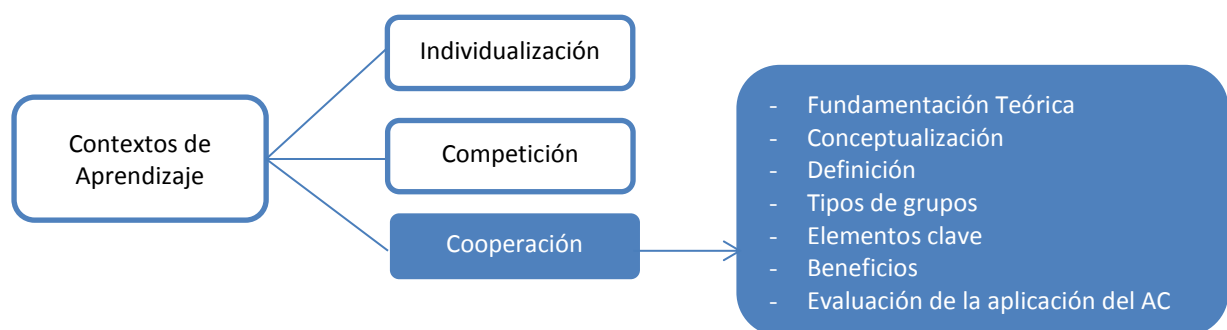 Contextos de
Aprendizaje
Individualización
Competición
Cooperación
- Fundamentación Teórica
- Conceptualización
- Definición
- Tipos de grupos
- Elementos clave
- Beneficios
- Evaluación de la aplicación del AC